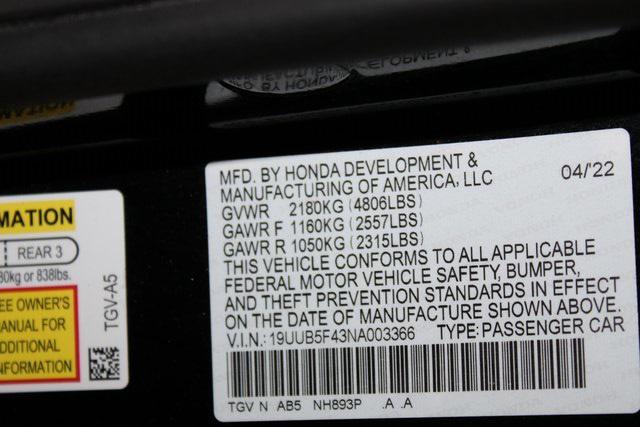 MFD. BY HONDA DEVELOPMENT &
MANUFACTURING OF AMERICA, LLC 04/22
GVWR 2180KG (4806LBS)
GAWR F 1160KG (2557LBS)
GAWR R 1050KG (2315LBS)
THIS VEHICLE CONFORMS TO ALL APPLICABLE
FEDERAL MOTOR VEHICLE SAFETY, BUMPER,
AND THEFT PREVENTION STANDARDS IN EFFECT
ON THE DATE OF MANUFACTURE SHOWN ABOVE.
V.I.N.:19UUB5F43NA003366 TYPE:PASSENGER CAR
TGV N AB5 NH893P .A .A
MATION
REAR 3
80kg or 838lbs.
EE OWNER'S
ANUAL FOR
DDITIONAL
NFORMATION
TGV-A5